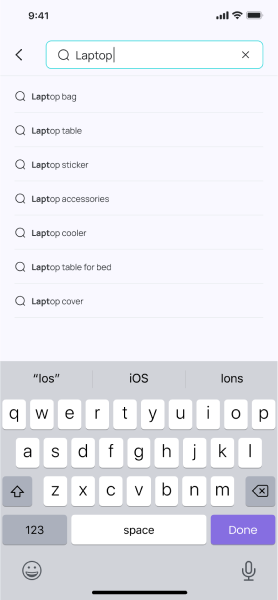 9:41
Laptop
Laptop bag
Laptop table
Laptop sticker
Laptop accessories
Laptop cooler
Laptop table for bed
Laptop cover
“Ios” iOS Ions
q w e r t y u i o p
a s d f g h j k l
z x c v b n m
123 space Done